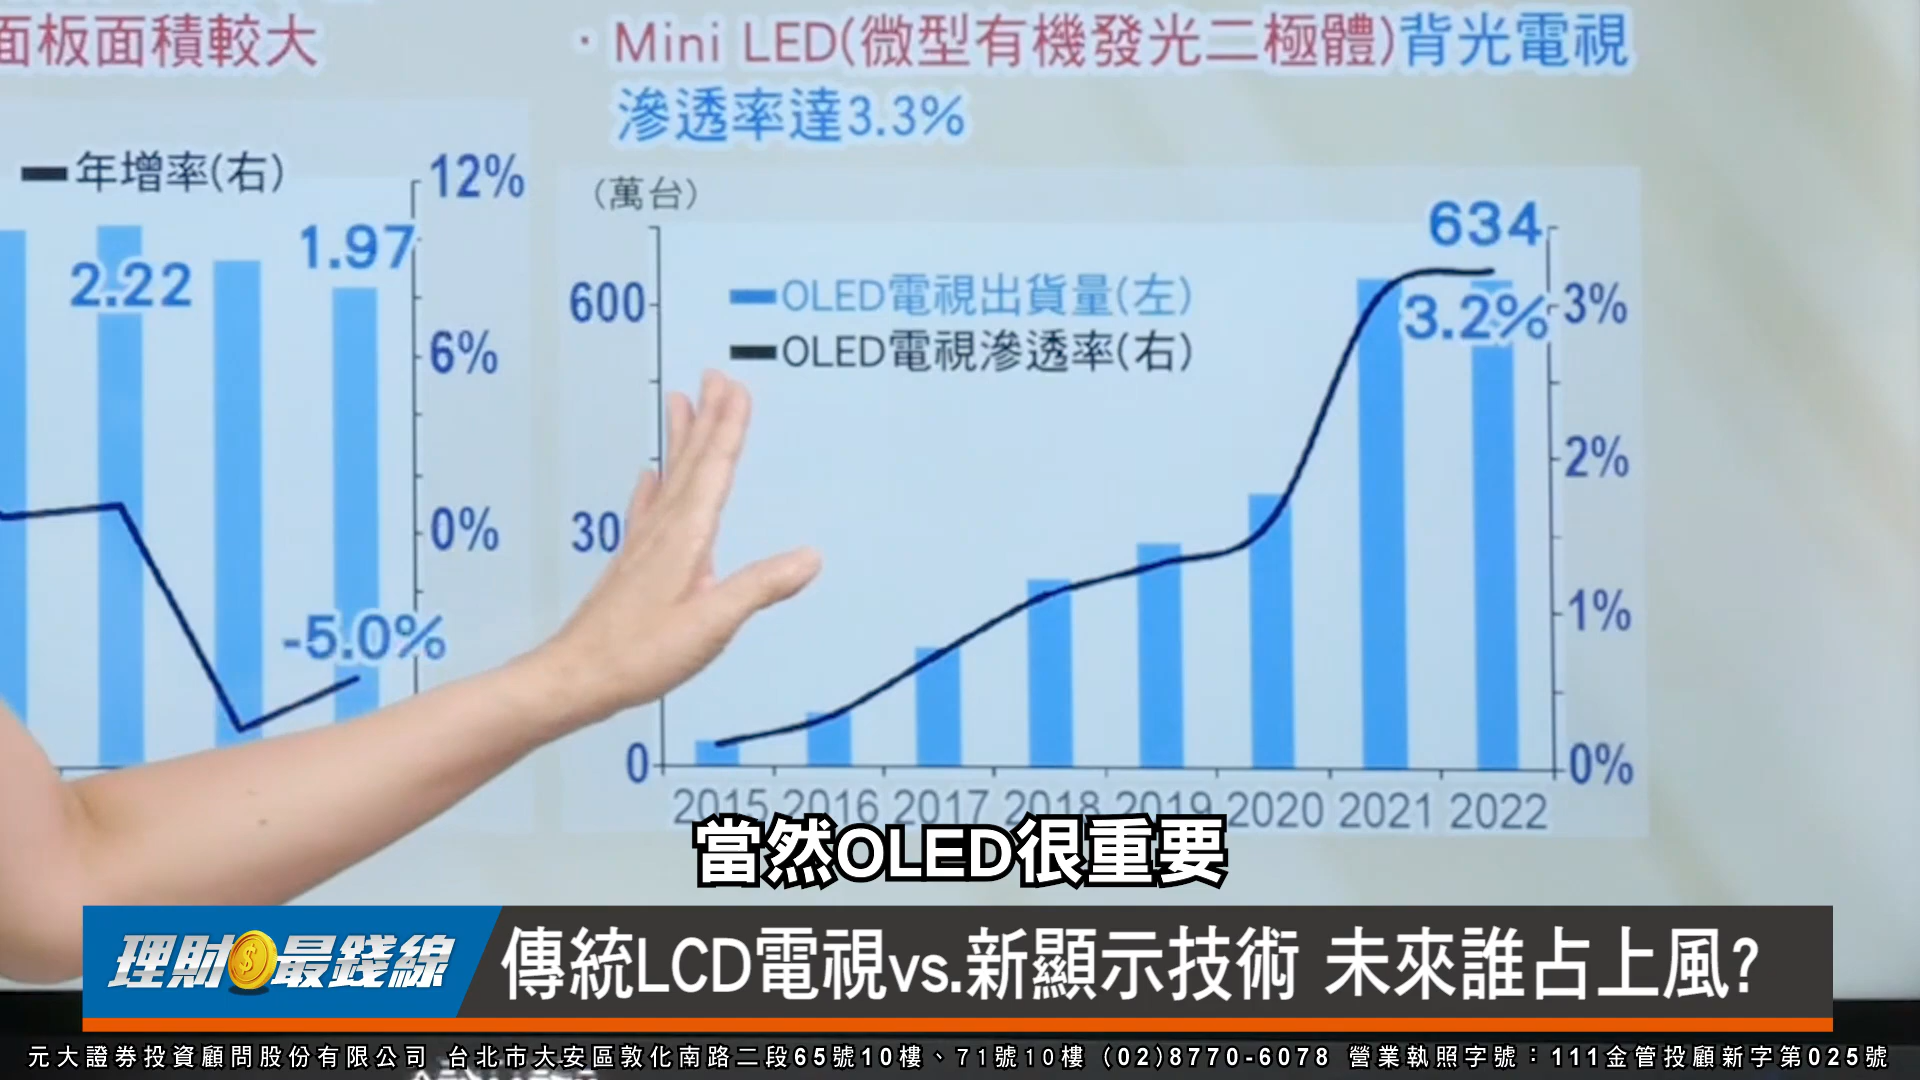 面板面積較大
· Mini LED(微型有機發光二極體)背光電視
滲透率達3.3%
年增率(右)
12%
6%
0%
2.22
1.97
-5.0%
(萬台)
600
30
0
OLED電視出貨量(左)
OLED電視滲透率(右)
634
3.2%
3%
2%
1%
0%
2015 2016 2017 2018 2019 2020 2021 2022
當然OLED很重要
理財最錢線
傳統LCD電視vs.新顯示技術 未來誰占上風?
元大證券投資顧問股份有限公司 台北市大安區敦化南路二段65號10樓、71號10樓 (02)8770-6078 營業執照字號：111金管投顧新字第025號